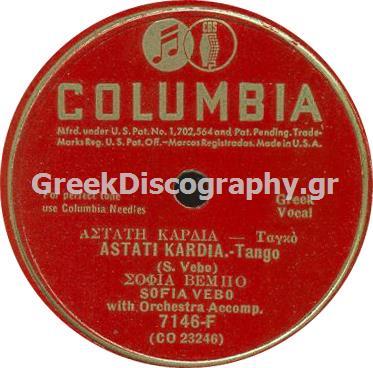 CBS
COLUMBIA
Mfrd. under U.S. Pat. No. 1,702,564 and Pat. Pending. Trade-
Marks Reg. U.S. Pat. Off.–Marcas Registradas. Made in U.S.A.
GreekDiscography.gr
For perfect tone
use Columbia Needles
Greek
Vocal
ΑΣΤΑΤΗ ΚΑΡΔΙΑ — Ταγκὸ
ASTATI KARDIA.-Tango
(S. Vebo)
ΣΟΦΙΑ ΒΕΜΠΟ
SOFIA VEBO
with Orchestra Accomp.
7146-F
(CO 23246)